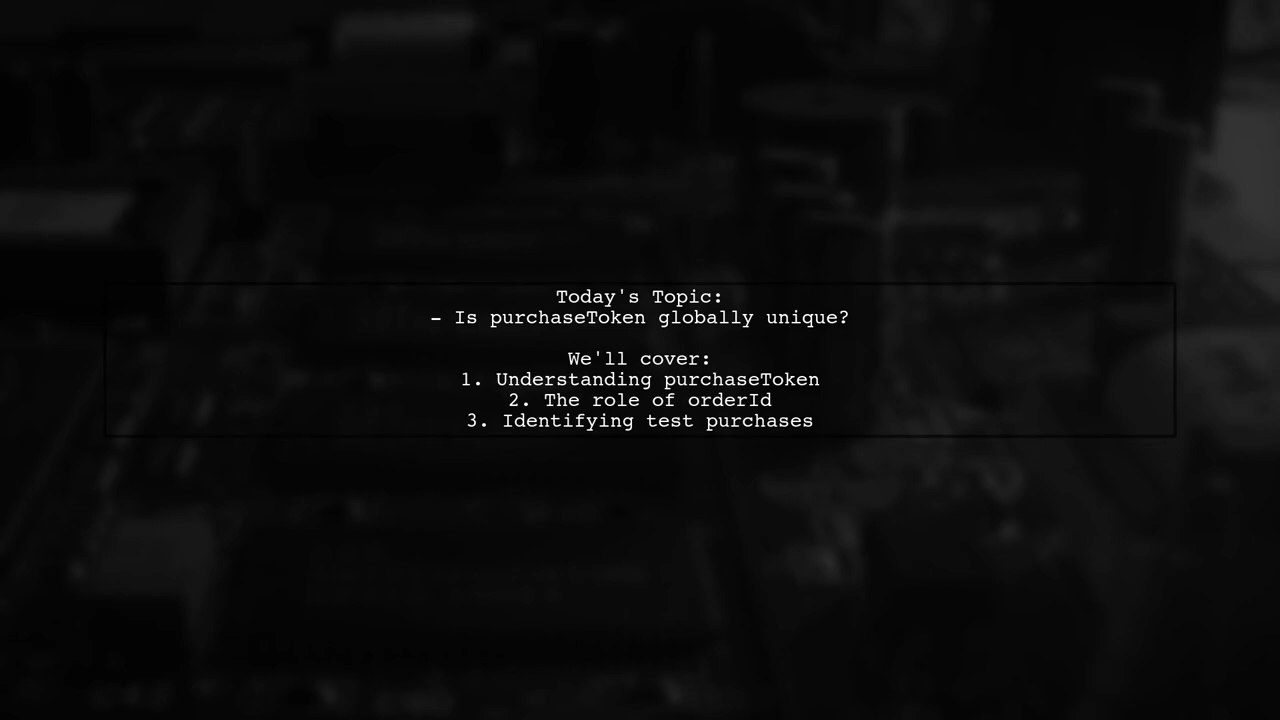 Today's Topic:
- Is purchaseToken globally unique?
We'll cover:
1. Understanding purchaseToken
2. The role of orderId
3. Identifying test purchases